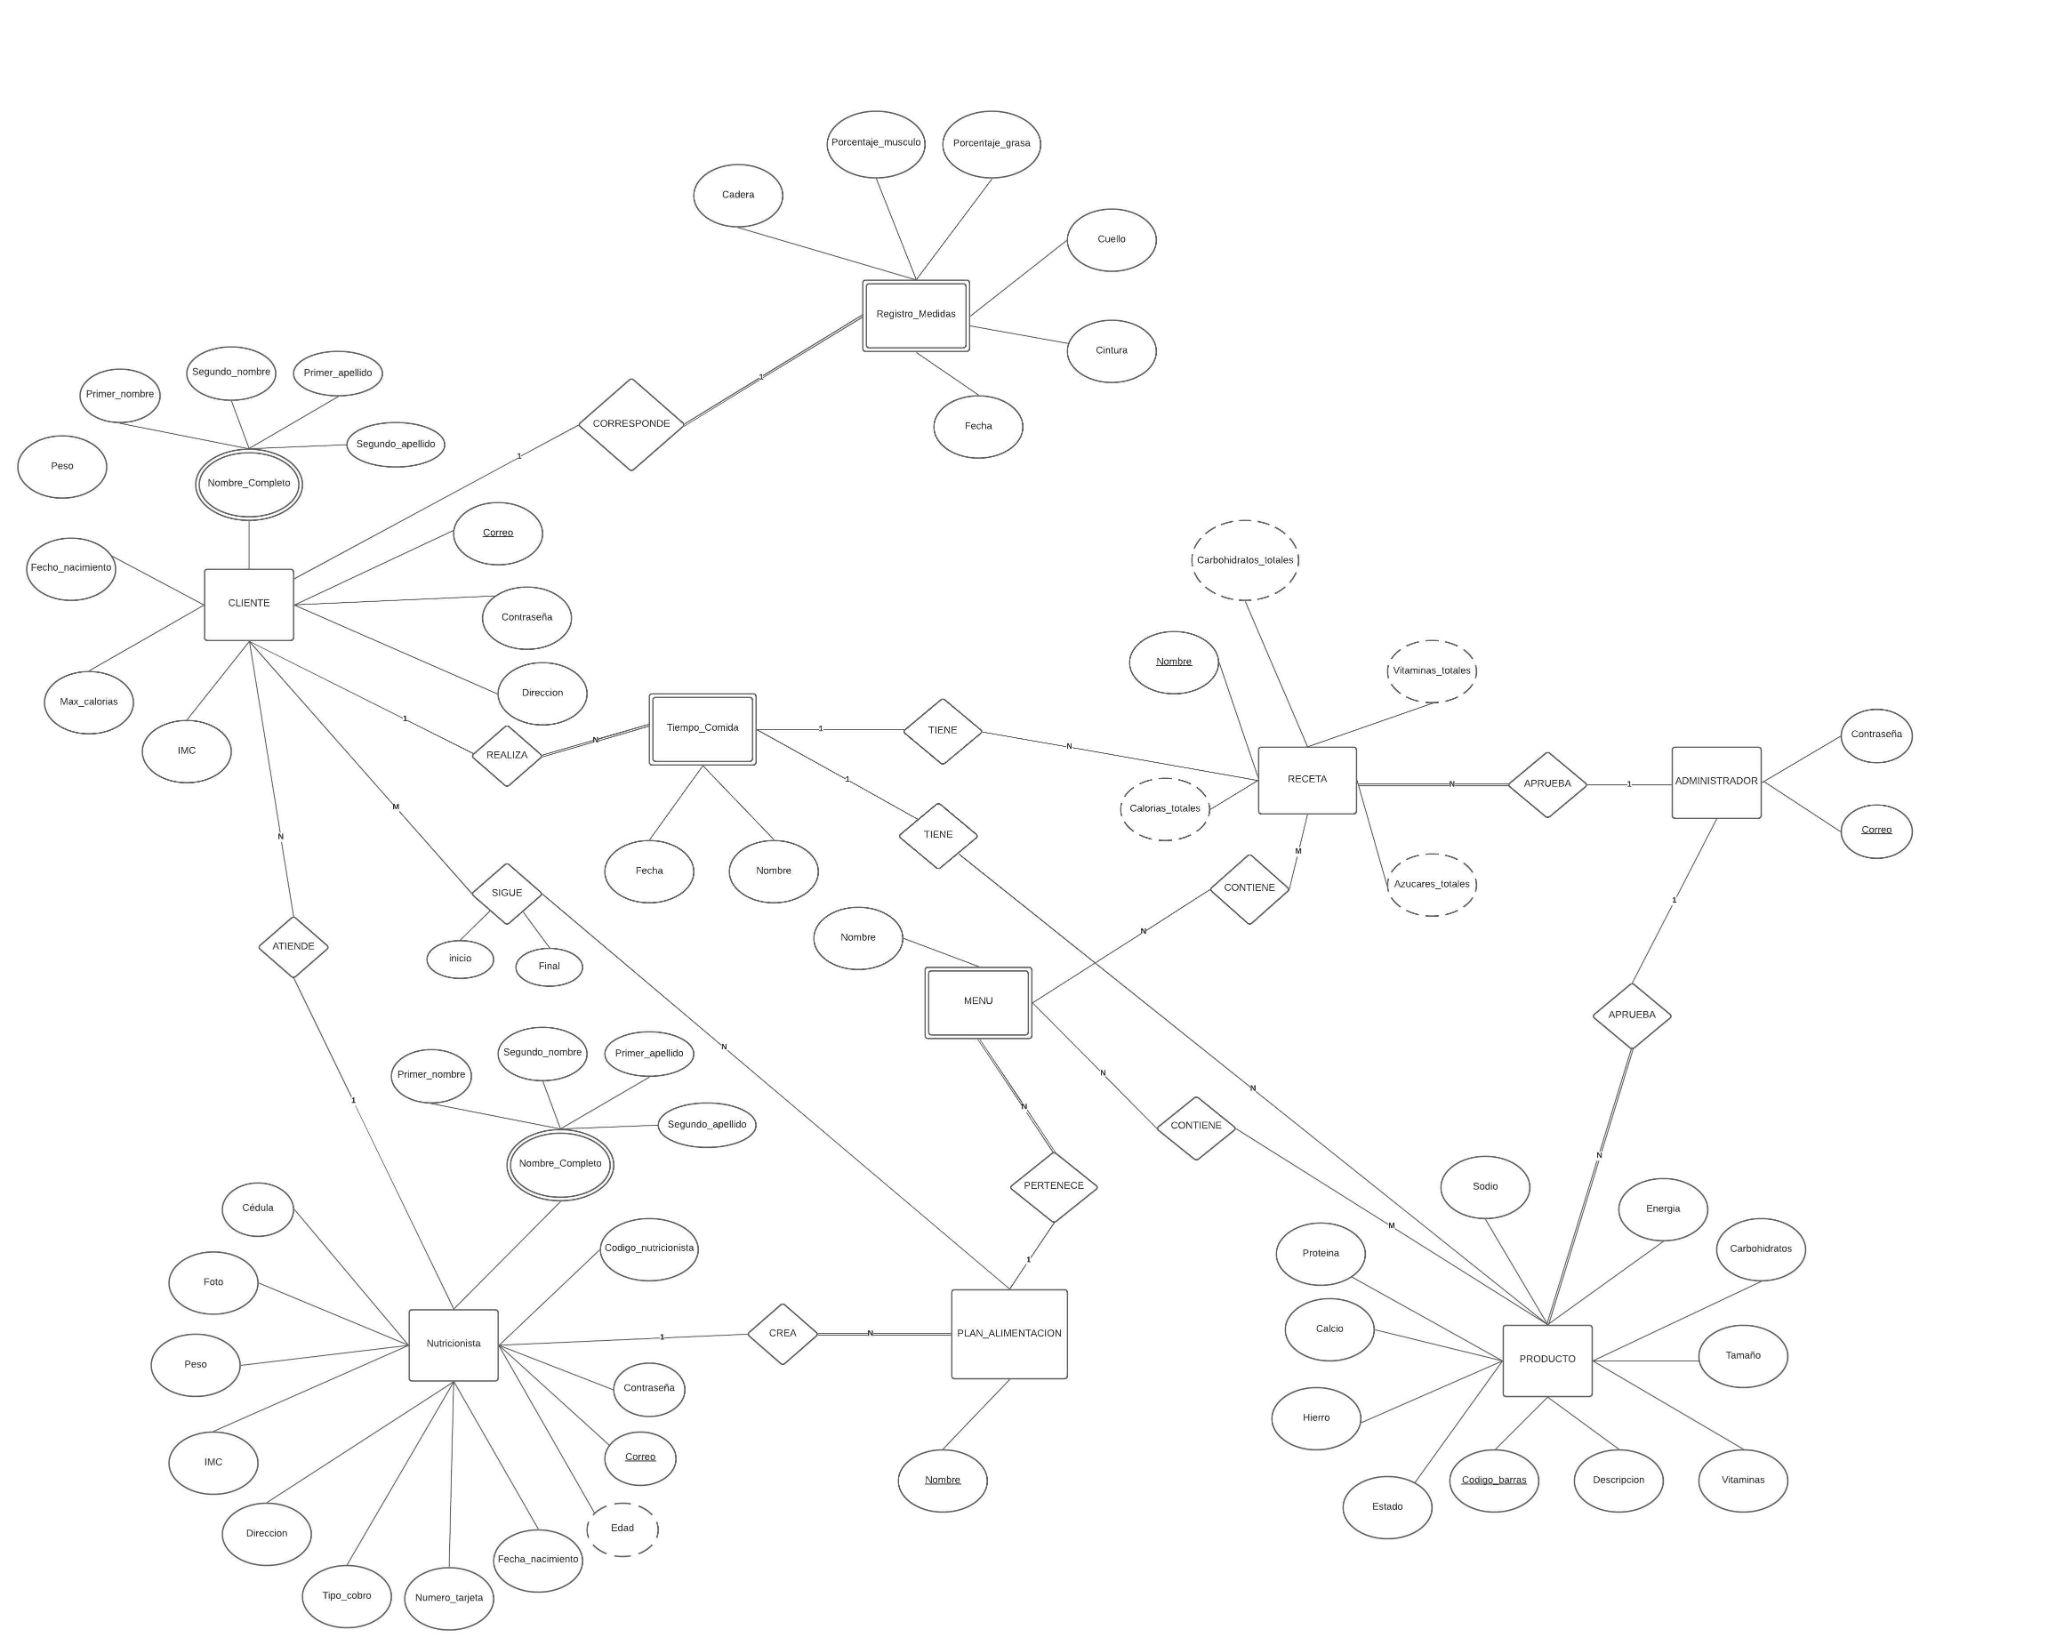 Porcentaje_musculo
Porcentaje_grasa
Cadera
Cuello
Registro_Medidas
Cintura
Fecha
1
CORRESPONDE
1
Segundo_nombre
Primer_apellido
Primer_nombre
Segundo_apellido
Peso
Nombre_Completo
Correo
Fecho_nacimiento
CLIENTE
Contraseña
Direccion
Max_calorias
IMC
1
REALIZA
N
Tiempo_Comida
Fecha
Nombre
1
TIENE
N
1
TIENE
N
Carbohidratos_totales
Nombre
Vitaminas_totales
RECETA
Calorias_totales
Azucares_totales
N
APRUEBA
1
ADMINISTRADOR
Contraseña
Correo
1
APRUEBA
N
M
CONTIENE
N
M
SIGUE
inicio
Final
N
N
ATIENDE
1
Nombre
MENU
N
CONTIENE
M
N
PERTENECE
1
Segundo_nombre
Primer_apellido
Primer_nombre
Segundo_apellido
Nombre_Completo
Cédula
Codigo_nutricionista
Foto
Nutricionista
Peso
Contraseña
IMC
Correo
Direccion
Edad
Fecha_nacimiento
Tipo_cobro
Numero_tarjeta
1
CREA
N
PLAN_ALIMENTACION
Nombre
Sodio
Energia
Proteina
Carbohidratos
Calcio
PRODUCTO
Tamaño
Hierro
Estado
Codigo_barras
Descripcion
Vitaminas